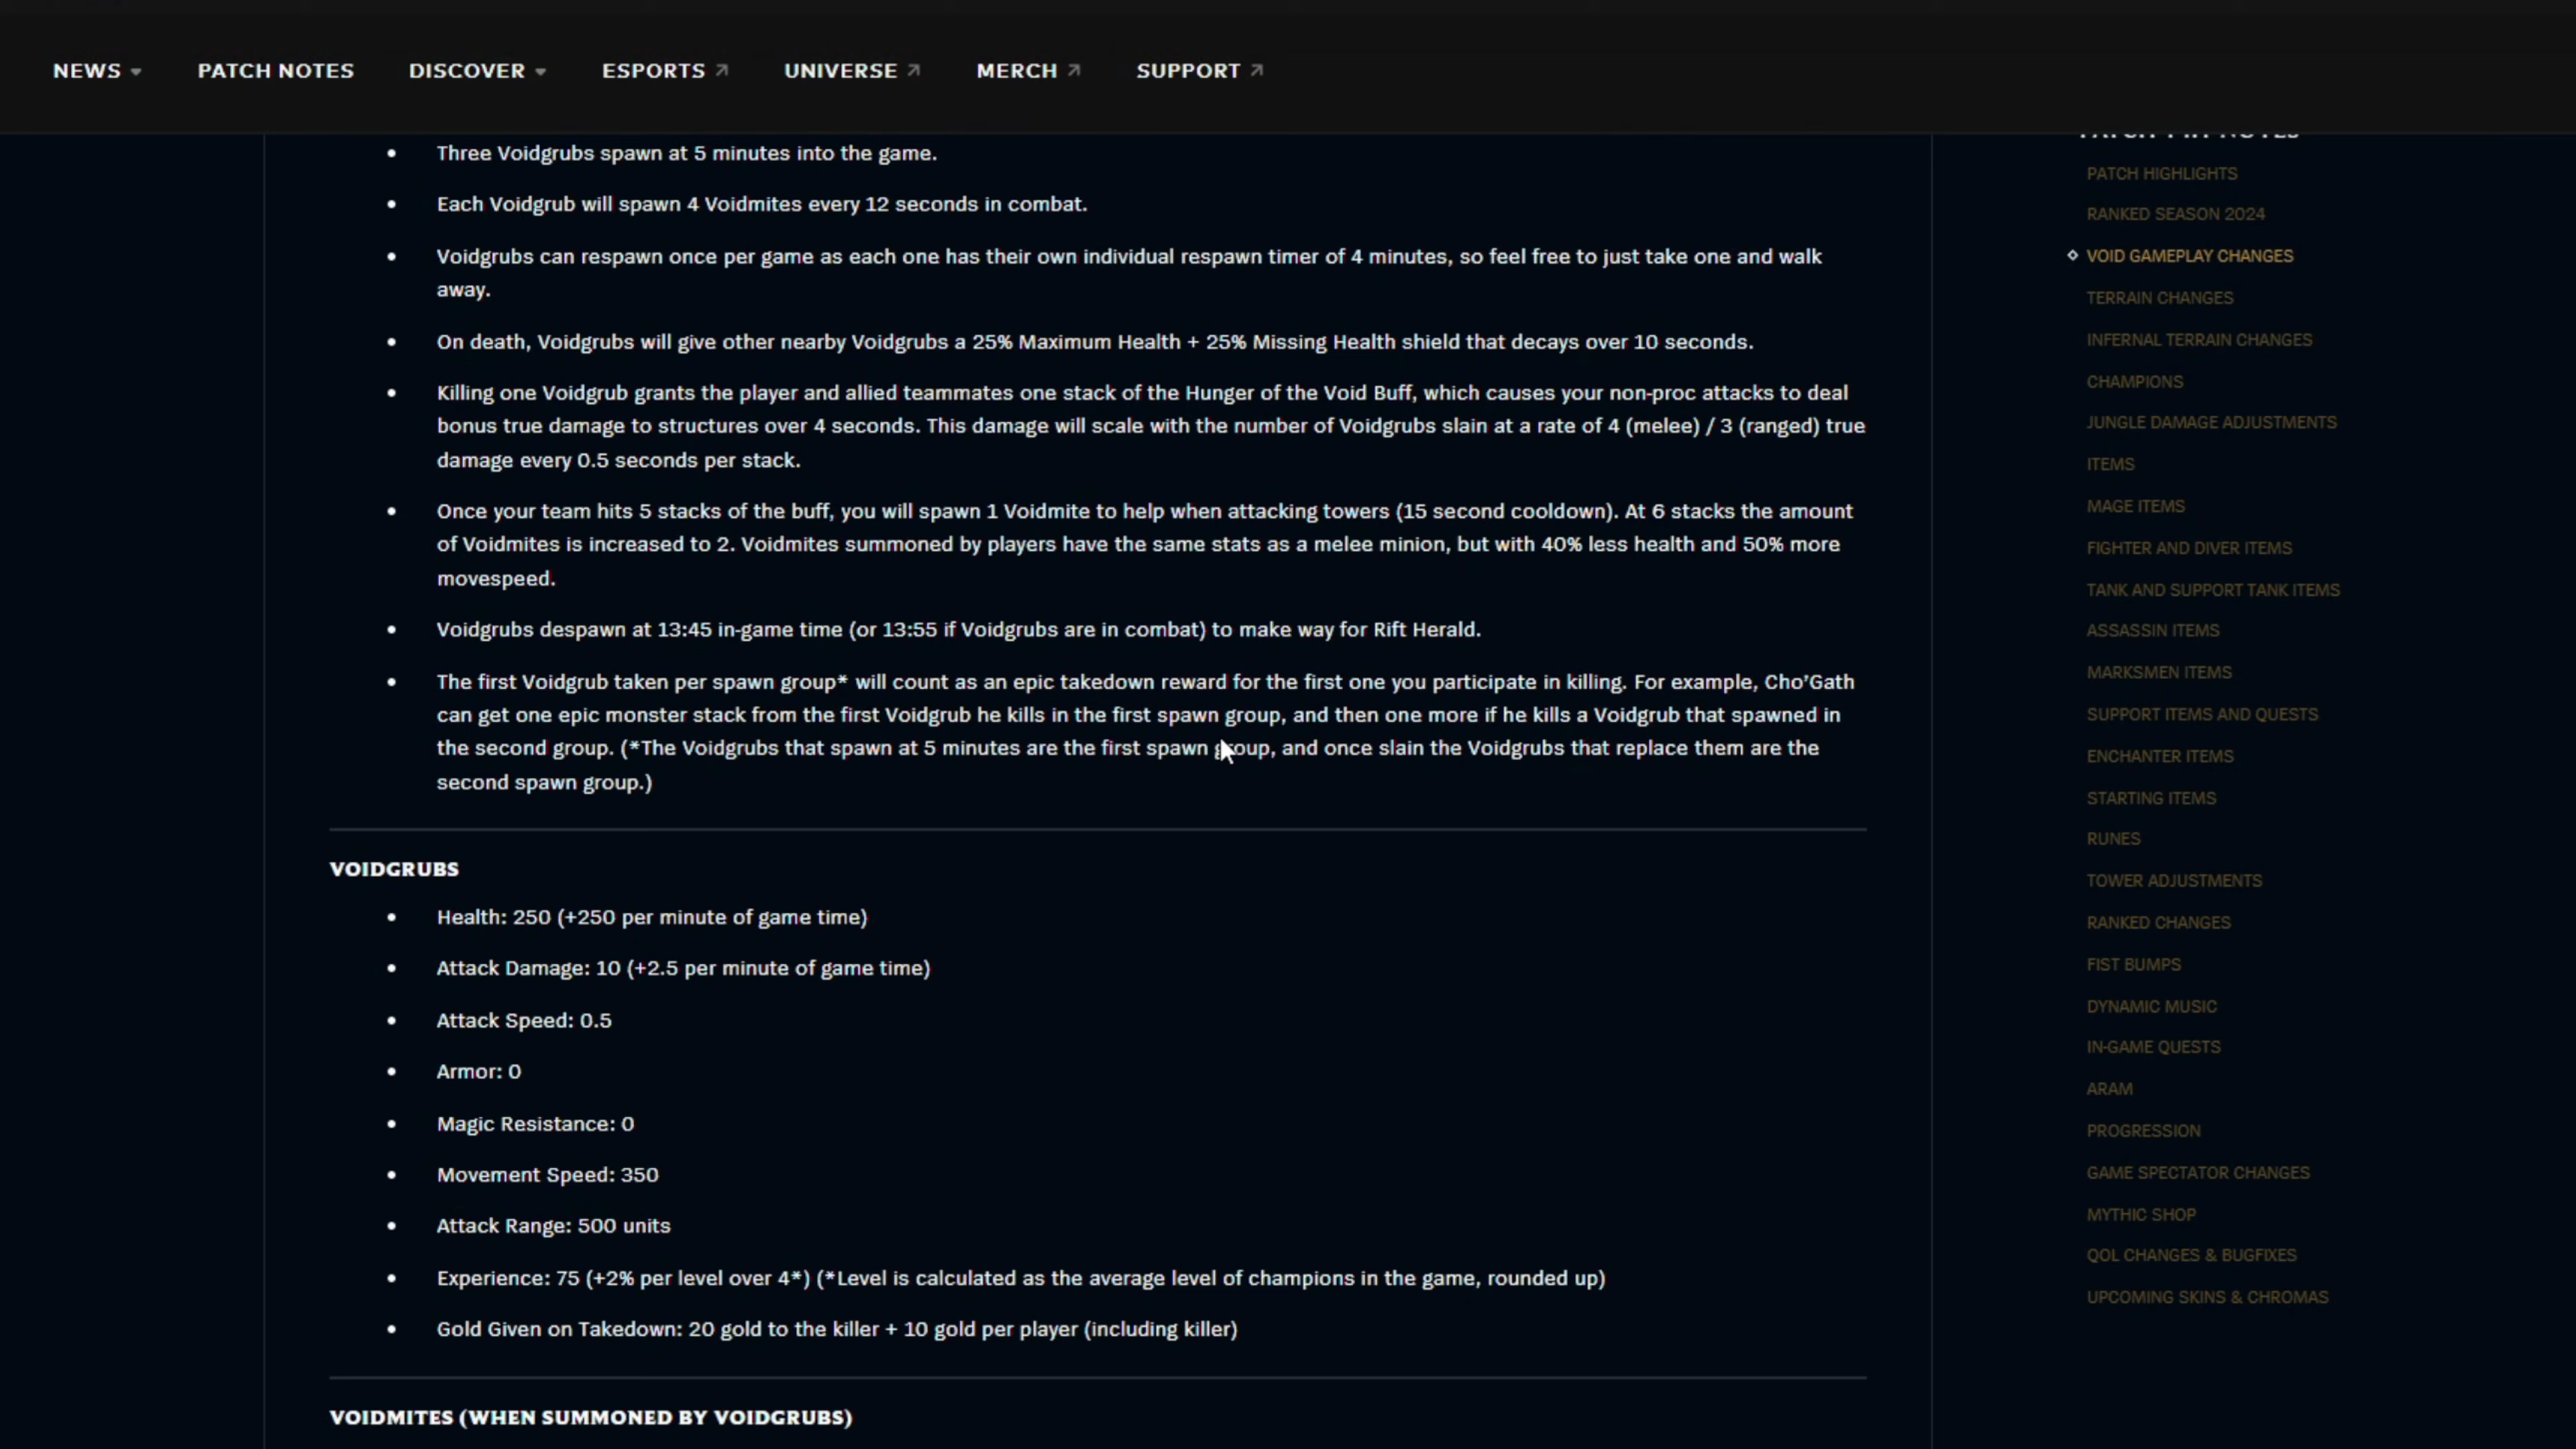 NEWS
PATCH NOTES
DISCOVER
ESPORTS
UNIVERSE
MERCH
SUPPORT
• Three Voidgrubs spawn at 5 minutes into the game.
• Each Voidgrub will spawn 4 Voidmites every 12 seconds in combat.
• Voidgrubs can respawn once per game as each one has their own individual respawn timer of 4 minutes, so feel free to just take one and walk
away.
• On death, Voidgrubs will give other nearby Voidgrubs a 25% Maximum Health + 25% Missing Health shield that decays over 10 seconds.
• Killing one Voidgrub grants the player and allied teammates one stack of the Hunger of the Void Buff, which causes your non-proc attacks to deal
bonus true damage to structures over 4 seconds. This damage will scale with the number of Voidgrubs slain at a rate of 4 (melee) / 3 (ranged) true
damage every 0.5 seconds per stack.
• Once your team hits 5 stacks of the buff, you will spawn 1 Voidmite to help when attacking towers (15 second cooldown). At 6 stacks the amount
of Voidmites is increased to 2. Voidmites summoned by players have the same stats as a melee minion, but with 40% less health and 50% more
movespeed.
• Voidgrubs despawn at 13:45 in-game time (or 13:55 if Voidgrubs are in combat) to make way for Rift Herald.
• The first Voidgrub taken per spawn group* will count as an epic takedown reward for the first one you participate in killing. For example, Cho'Gath
can get one epic monster stack from the first Voidgrub he kills in the first spawn group, and then one more if he kills a Voidgrub that spawned in
the second group. (*The Voidgrubs that spawn at 5 minutes are the first spawn group, and once slain the Voidgrubs that replace them are the
second spawn group.)
VOIDGRUBS
• Health: 250 (+250 per minute of game time)
• Attack Damage: 10 (+2.5 per minute of game time)
• Attack Speed: 0.5
• Armor: 0
• Magic Resistance: 0
• Movement Speed: 350
• Attack Range: 500 units
• Experience: 75 (+2% per level over 4*) (*Level is calculated as the average level of champions in the game, rounded up)
• Gold Given on Takedown: 20 gold to the killer + 10 gold per player (including killer)
VOIDMITES (WHEN SUMMONED BY VOIDGRUBS)
NOTES
PATCH HIGHLIGHTS
RANKED SEASON 2024
VOID GAMEPLAY CHANGES
TERRAIN CHANGES
INFERNAL TERRAIN CHANGES
CHAMPIONS
JUNGLE DAMAGE ADJUSTMENTS
ITEMS
MAGE ITEMS
FIGHTER AND DIVER ITEMS
TANK AND SUPPORT TANK ITEMS
ASSASSIN ITEMS
MARKSMEN ITEMS
SUPPORT ITEMS AND QUESTS
ENCHANTER ITEMS
STARTING ITEMS
RUNES
TOWER ADJUSTMENTS
RANKED CHANGES
FIST BUMPS
DYNAMIC MUSIC
IN-GAME QUESTS
ARAM
PROGRESSION
GAME SPECTATOR CHANGES
MYTHIC SHOP
QOL CHANGES & BUGFIXES
UPCOMING SKINS & CHROMAS